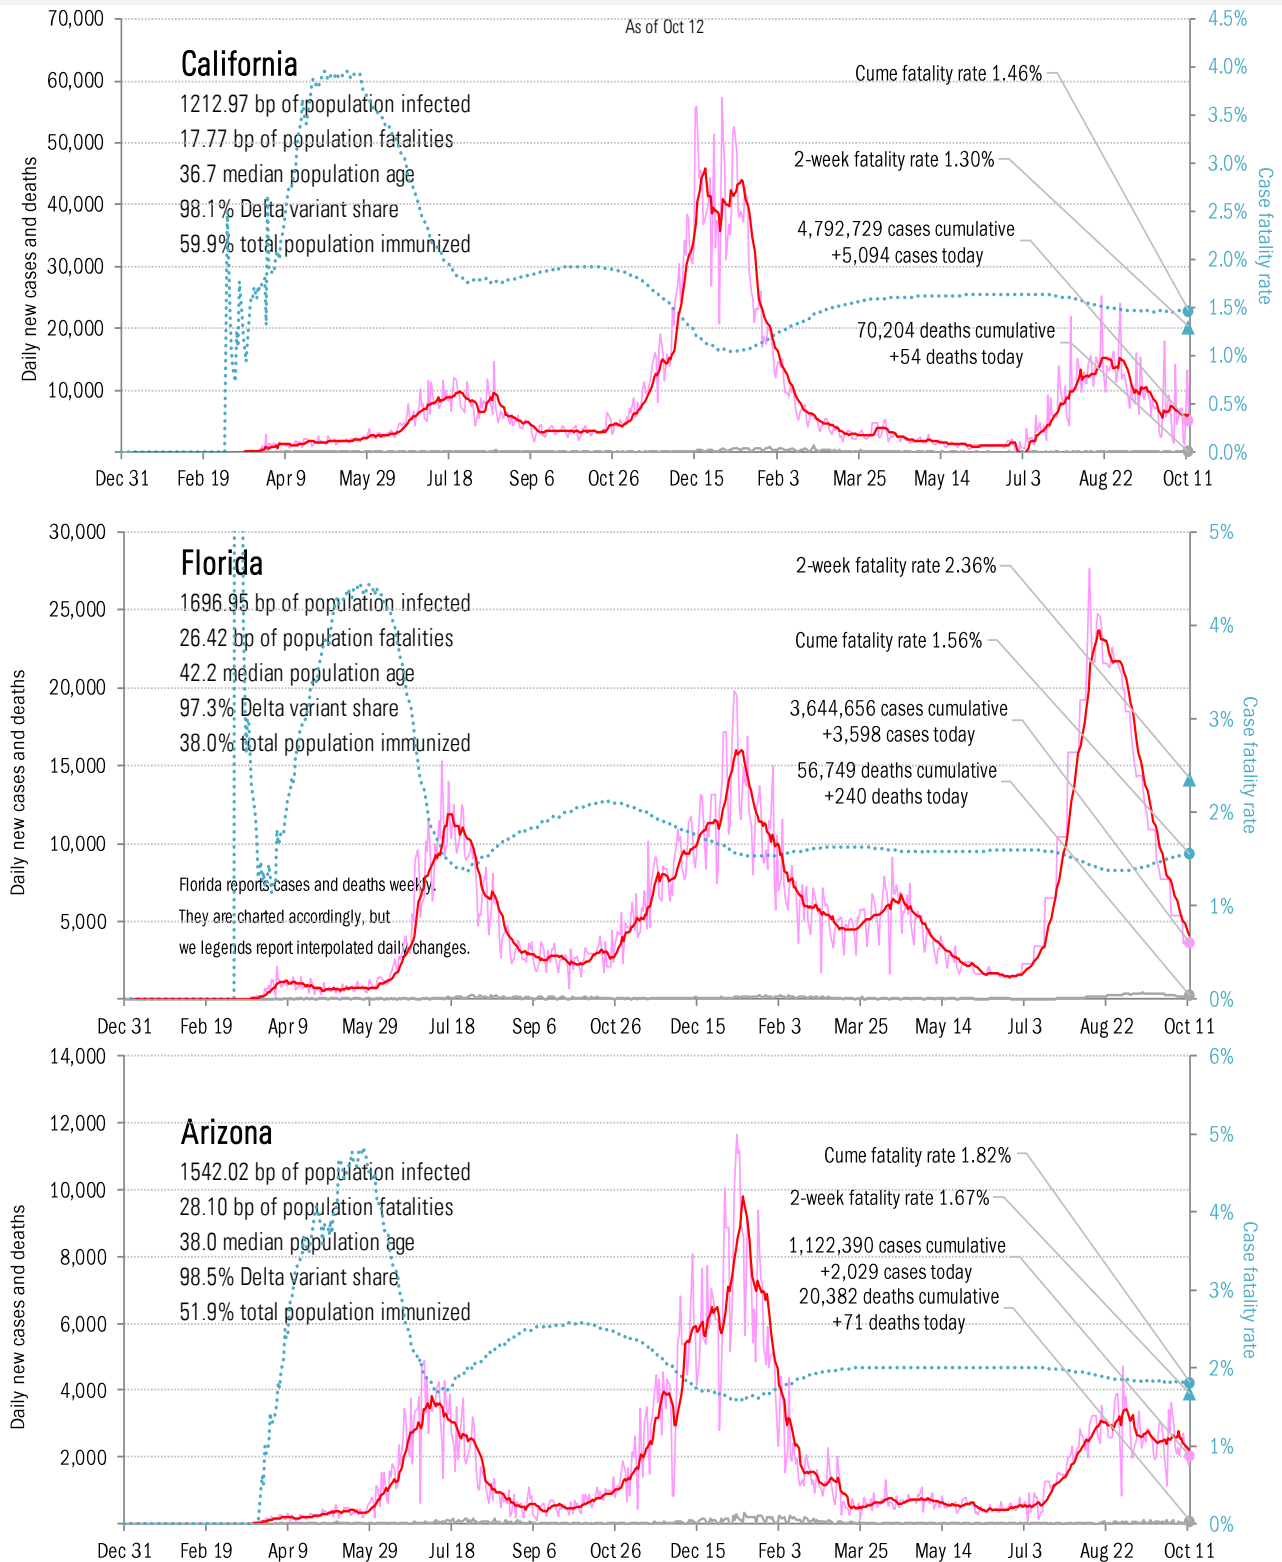 As of Oct 12
Daily new cases and deaths
70,000
60,000
50,000
40,000
30,000
20,000
10,000
California
1212.97 bp of population infected
17.77 bp of population fatalities
36.7 median population age
98.1% Delta variant share
59.9% total population immunized
Cume fatality rate 1.46%
2-week fatality rate 1.30%
4,792,729 cases cumulative
+5,094 cases today
70,204 deaths cumulative
+54 deaths today
4.5%
4.0%
3.5%
3.0%
2.5%
2.0%
1.5%
1.0%
0.5%
0.0%
Case fatality rate
Dec 31 Feb 19 Apr 9 May 29 Jul 18 Sep 6 Oct 26 Dec 15 Feb 3 Mar 25 May 14 Jul 3 Aug 22 Oct 11
Daily new cases and deaths
30,000
25,000
20,000
15,000
10,000
5,000
Florida
1696.95 bp of population infected
26.42 bp of population fatalities
42.2 median population age
97.3% Delta variant share
38.0% total population immunized
Florida reports cases and deaths weekly.
They are charted accordingly, but
we legends report interpolated daily changes.
2-week fatality rate 2.36%
Cume fatality rate 1.56%
3,644,656 cases cumulative
+3,598 cases today
56,749 deaths cumulative
+240 deaths today
5%
4%
3%
2%
1%
0%
Case fatality rate
Dec 31 Feb 19 Apr 9 May 29 Jul 18 Sep 6 Oct 26 Dec 15 Feb 3 Mar 25 May 14 Jul 3 Aug 22 Oct 11
Daily new cases and deaths
14,000
12,000
10,000
8,000
6,000
4,000
2,000
Arizona
1542.02 bp of population infected
28.10 bp of population fatalities
38.0 median population age
98.5% Delta variant share
51.9% total population immunized
Cume fatality rate 1.82%
2-week fatality rate 1.67%
1,122,390 cases cumulative
+2,029 cases today
20,382 deaths cumulative
+71 deaths today
6%
5%
4%
3%
2%
1%
0%
Case fatality rate
Dec 31 Feb 19 Apr 9 May 29 Jul 18 Sep 6 Oct 26 Dec 15 Feb 3 Mar 25 May 14 Jul 3 Aug 22 Oct 11